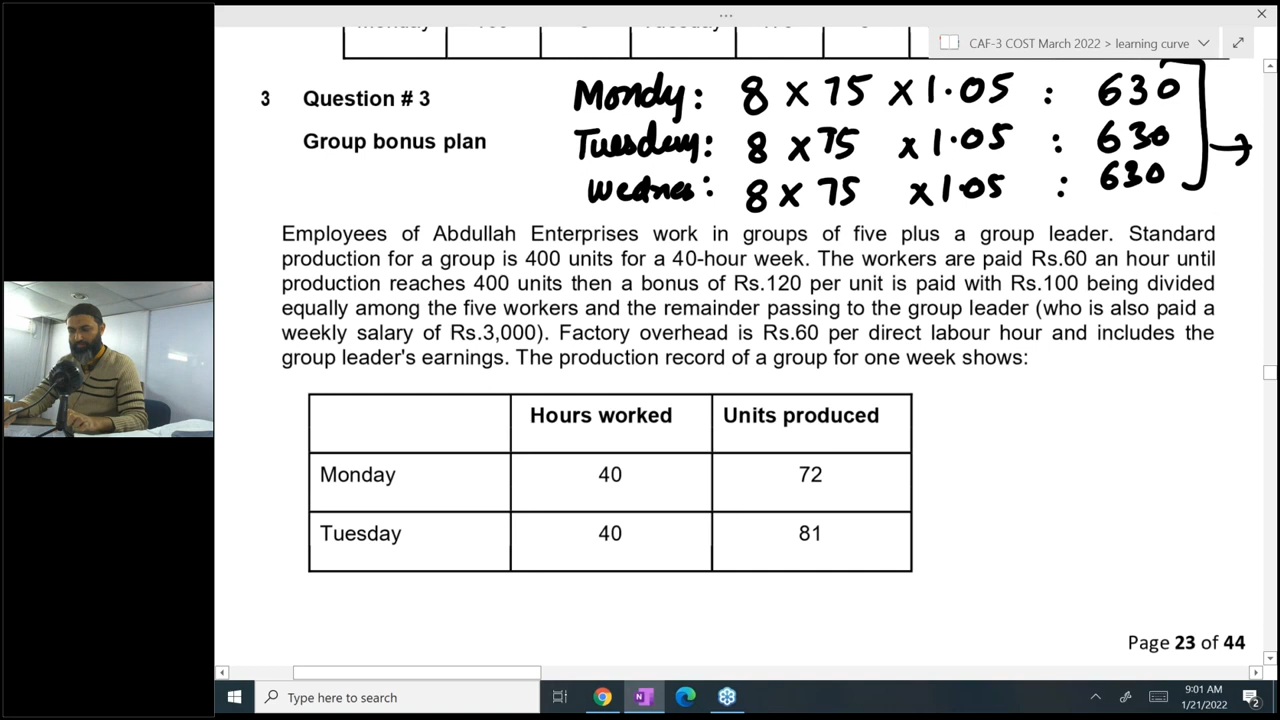 CAF-3 COST March 2022 > learning curve
3 Question # 3
Group bonus plan
Mondy: 8 × 75 × 1.05 : 630
Tuesday: 8 × 75 × 1.05 : 630
Wednes: 8 × 75 × 1.05 : 630
Employees of Abdullah Enterprises work in groups of five plus a group leader. Standard
production for a group is 400 units for a 40-hour week. The workers are paid Rs.60 an hour until
production reaches 400 units then a bonus of Rs.120 per unit is paid with Rs.100 being divided
equally among the five workers and the remainder passing to the group leader (who is also paid a
weekly salary of Rs.3,000). Factory overhead is Rs.60 per direct labour hour and includes the
group leader's earnings. The production record of a group for one week shows:
Hours worked Units produced
Monday 40 72
Tuesday 40 81
Page 23 of 44
Type here to search
9:01 AM
1/21/2022
2